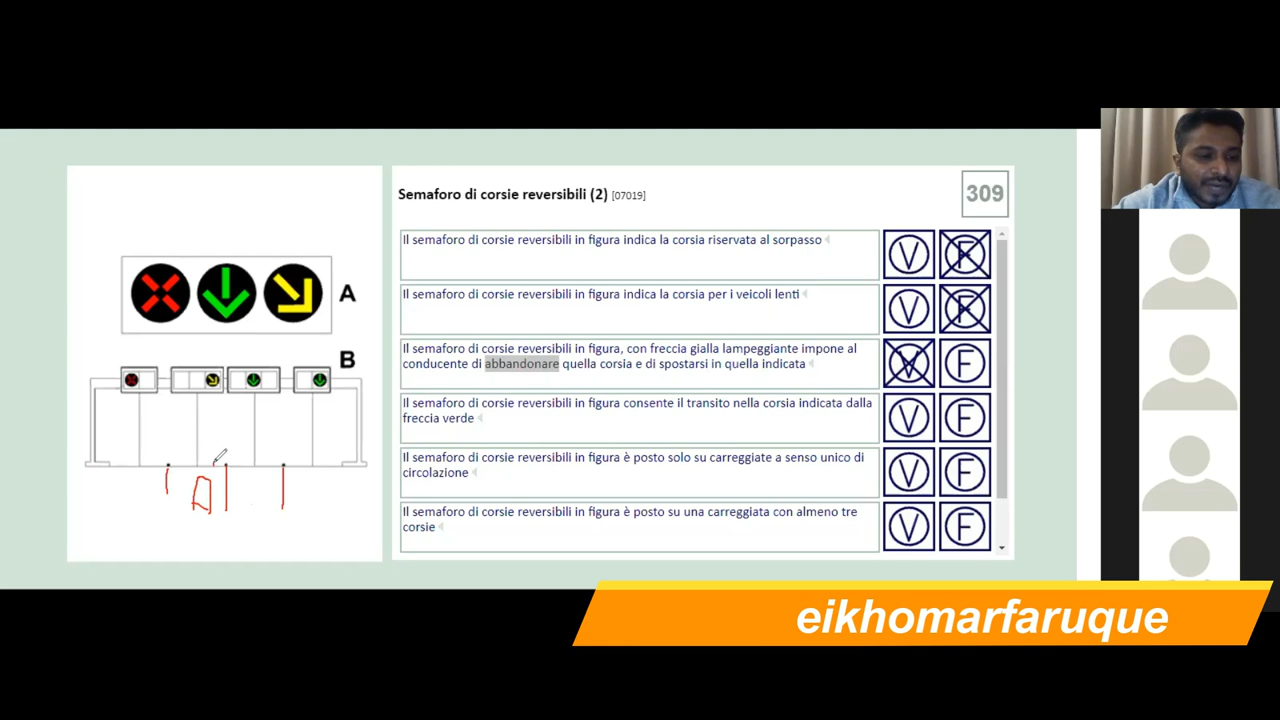 Semaforo di corsie reversibili (2) [07019]
309
Il semaforo di corsie reversibili in figura indica la corsia riservata al sorpasso
V F
Il semaforo di corsie reversibili in figura indica la corsia per i veicoli lenti
V F
Il semaforo di corsie reversibili in figura, con freccia gialla lampeggiante impone al
conducente di abbandonare quella corsia e di spostarsi in quella indicata
V F
Il semaforo di corsie reversibili in figura consente il transito nella corsia indicata dalla
freccia verde
V F
Il semaforo di corsie reversibili in figura è posto solo su carreggiate a senso unico di
circolazione
V F
Il semaforo di corsie reversibili in figura è posto su una carreggiata con almeno tre
corsie
V F
A
B
eikhomarfaruque